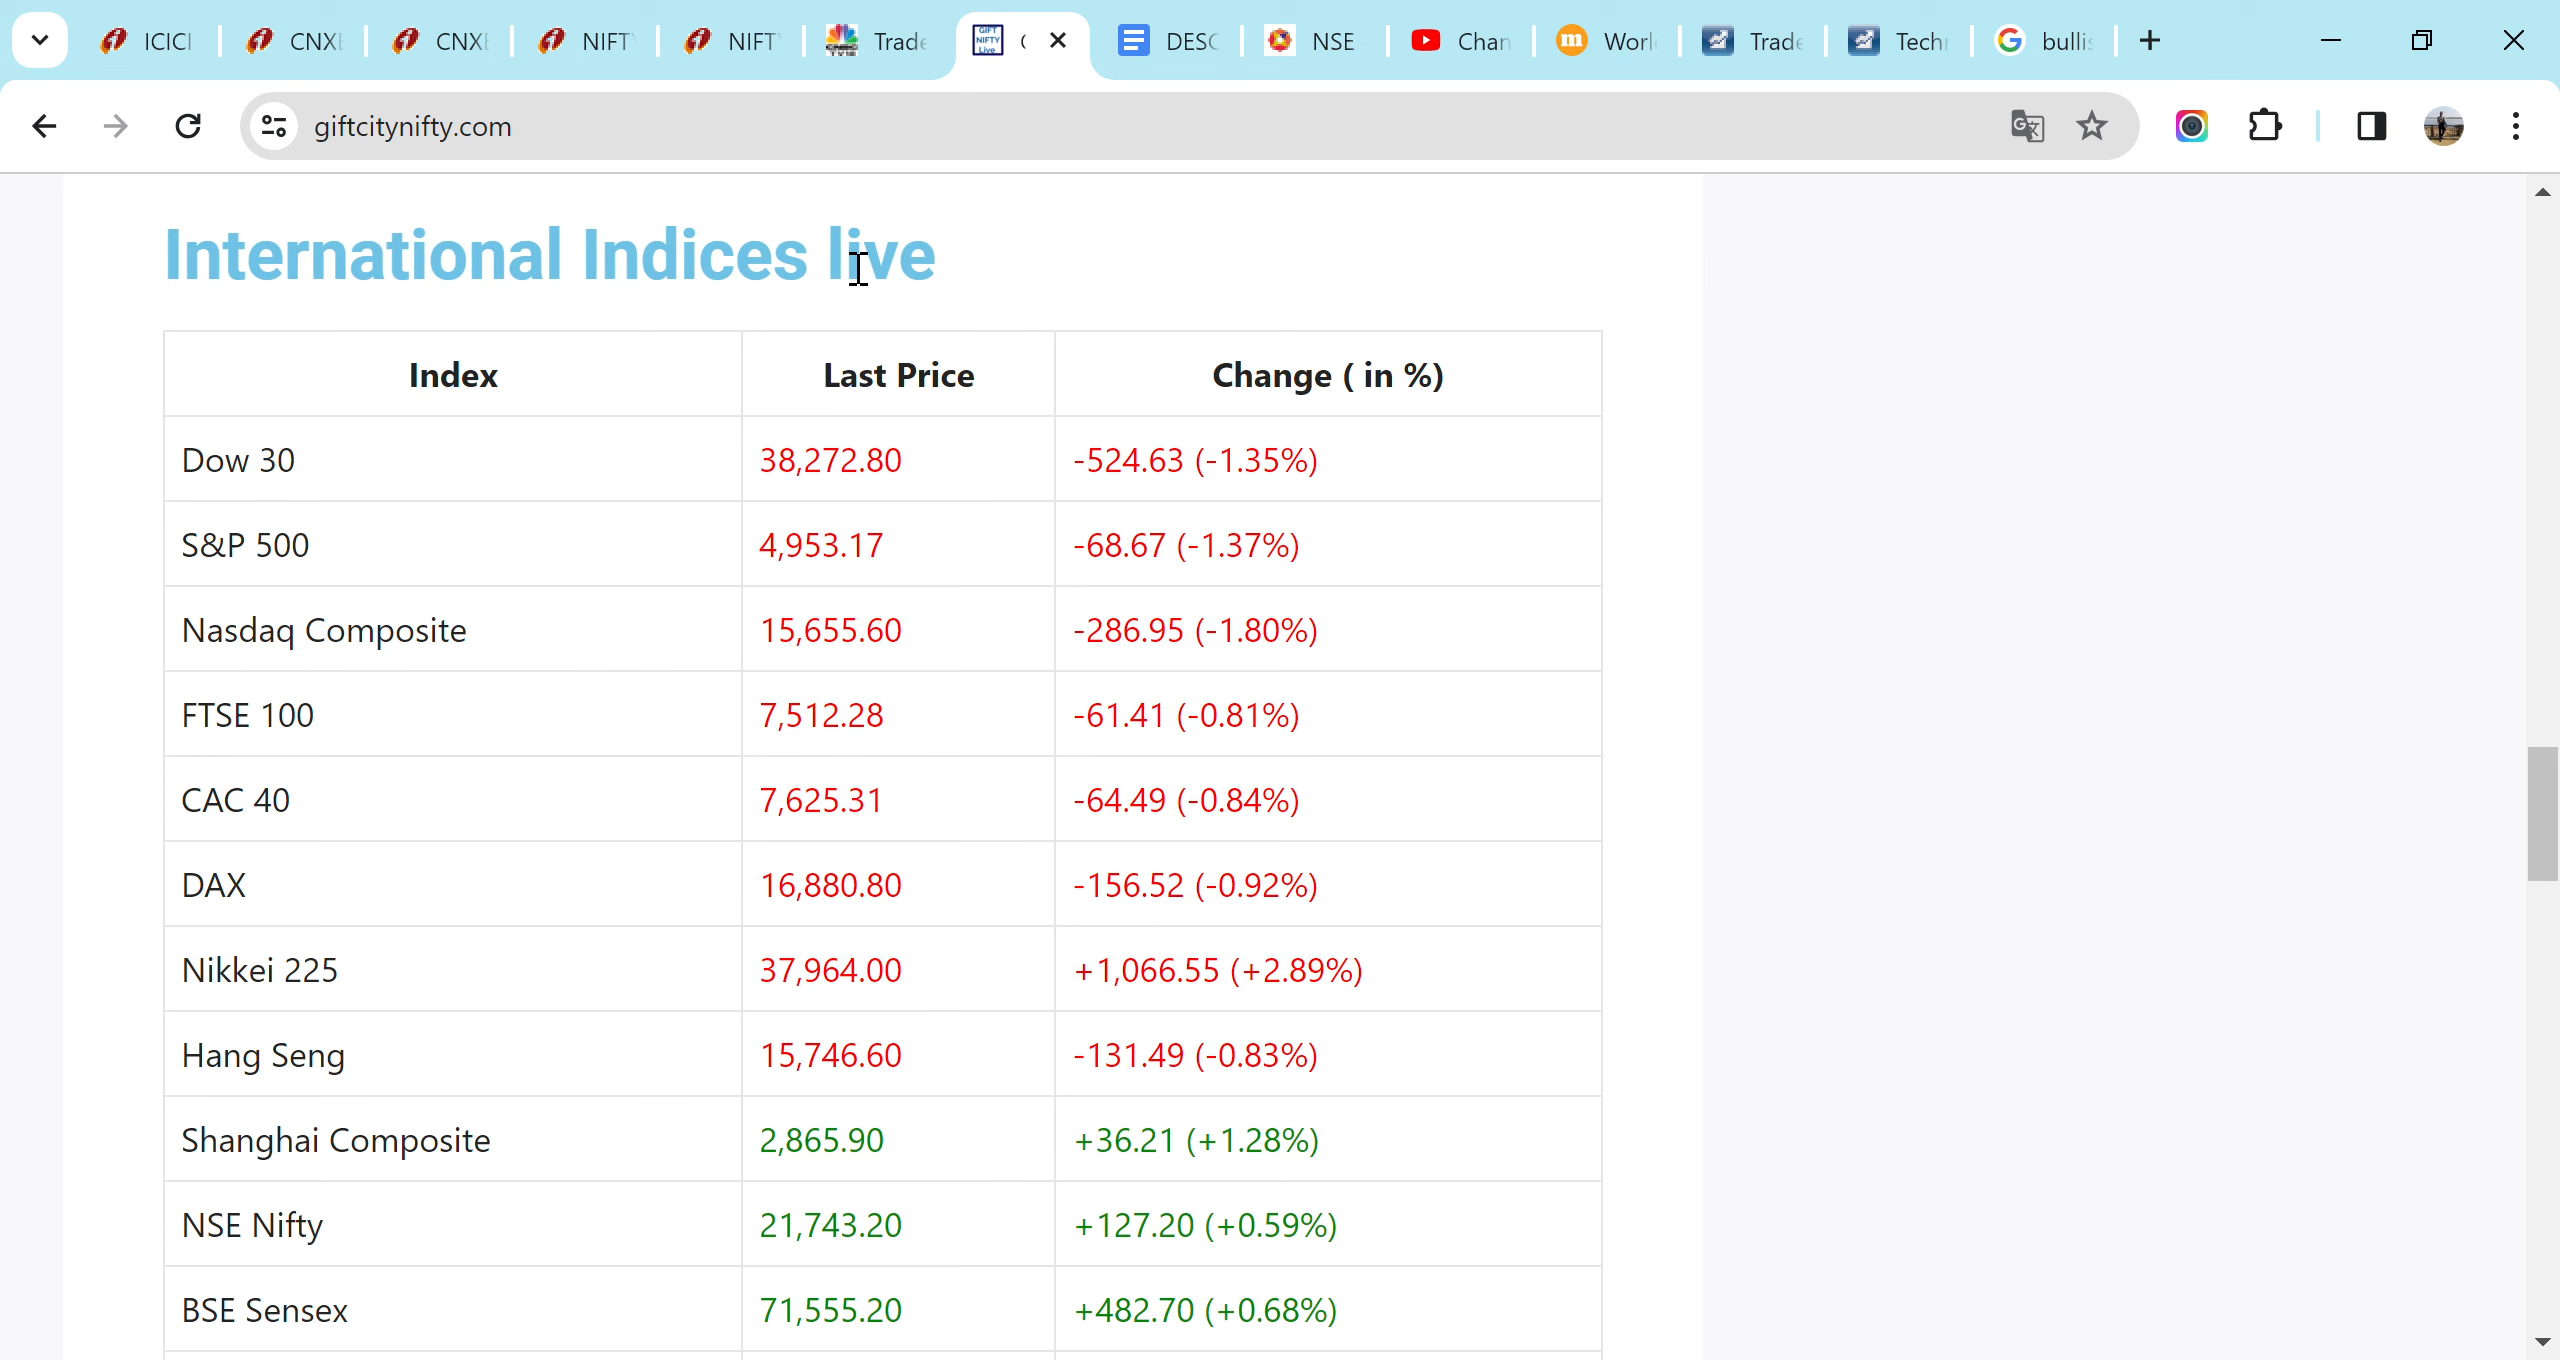 ICICI CNX CNX NIFT NIFT Trade GIFT NIFTY Live DESC NSE Chan Worl Trade Tech bullis
giftcitynifty.com
International Indices live
Index Last Price Change ( in %)
Dow 30 38,272.80 -524.63 (-1.35%)
S&P 500 4,953.17 -68.67 (-1.37%)
Nasdaq Composite 15,655.60 -286.95 (-1.80%)
FTSE 100 7,512.28 -61.41 (-0.81%)
CAC 40 7,625.31 -64.49 (-0.84%)
DAX 16,880.80 -156.52 (-0.92%)
Nikkei 225 37,964.00 +1,066.55 (+2.89%)
Hang Seng 15,746.60 -131.49 (-0.83%)
Shanghai Composite 2,865.90 +36.21 (+1.28%)
NSE Nifty 21,743.20 +127.20 (+0.59%)
BSE Sensex 71,555.20 +482.70 (+0.68%)